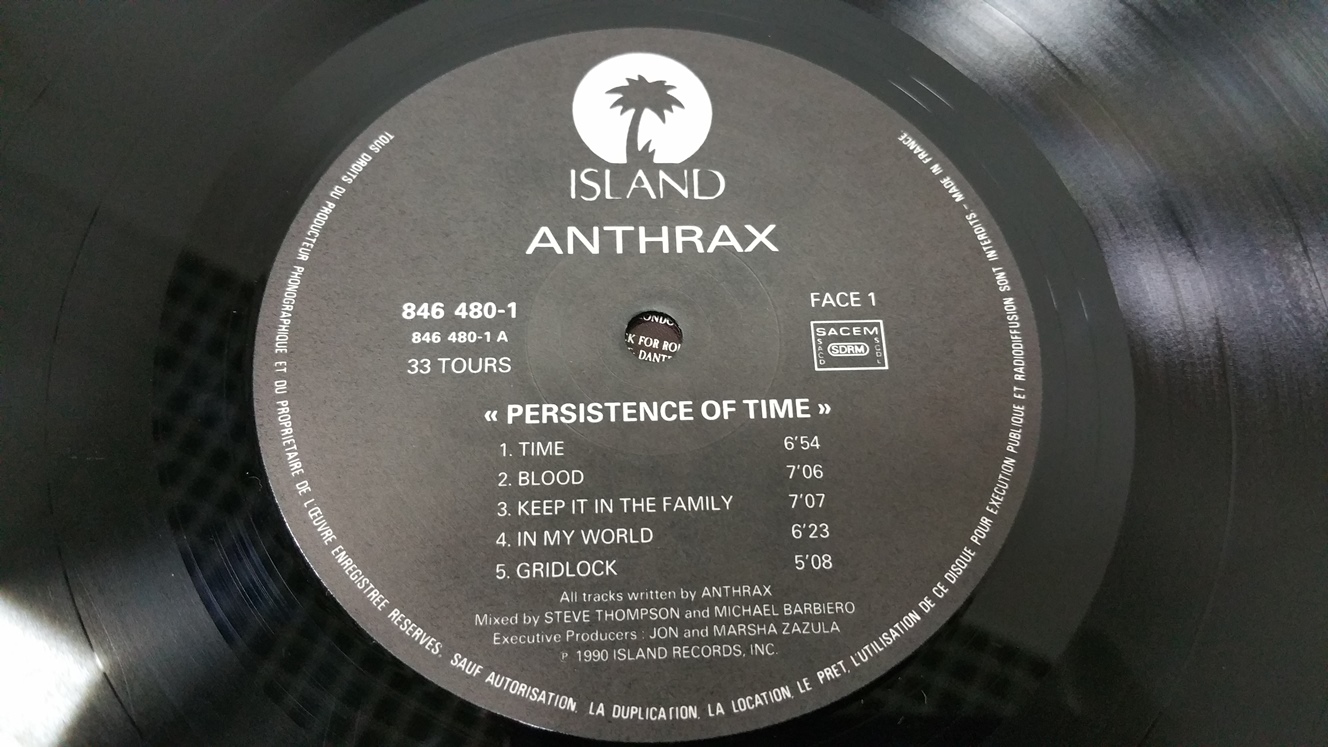 ISLAND
ANTHRAX
846 480-1
846 480-1 A
33 TOURS
FACE 1
SACEM
SACD
SDRM
SCDL
K FOR
DANTE
« PERSISTENCE OF TIME »
1. TIME 6'54
2. BLOOD 7'06
3. KEEP IT IN THE FAMILY 7'07
4. IN MY WORLD 6'23
5. GRIDLOCK 5'08
All tracks written by ANTHRAX
Mixed by STEVE THOMPSON and MICHAEL BARBIERO
Executive Producers : JON and MARSHA ZAZULA
℗ 1990 ISLAND RECORDS, INC.
TOUS DROITS DU PRODUCTEUR PHONOGRAPHIQUE ET DU PROPRIETAIRE DE L'ŒUVRE ENREGISTREE RESERVES. SAUF AUTORISATION, LA DUPLICATION, LA LOCATION, LE PRET, L'UTILISATION DE CE DISQUE POUR EXECUTION PUBLIQUE ET RADIODIFFUSION SONT INTERDITS - MADE IN FRANCE.